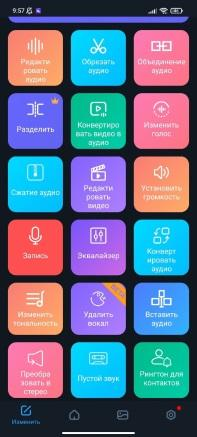 9:57
Редакти
ровать
аудио
Обрезать
аудио
Объединение
аудио
Разделить
Конвертиро
вать видео в
аудио
Изменить
голос
Сжатие аудио
Редакти
ровать
видео
Установить
громкость
Запись
Эквалайзер
Конверт
ировать
аудио
Изменить
тональность
BETA
Удалить
вокал
Вставить
аудио
Преобра
зовать в
стерео
Пустой звук
Рингтон для
контактов
Изменить